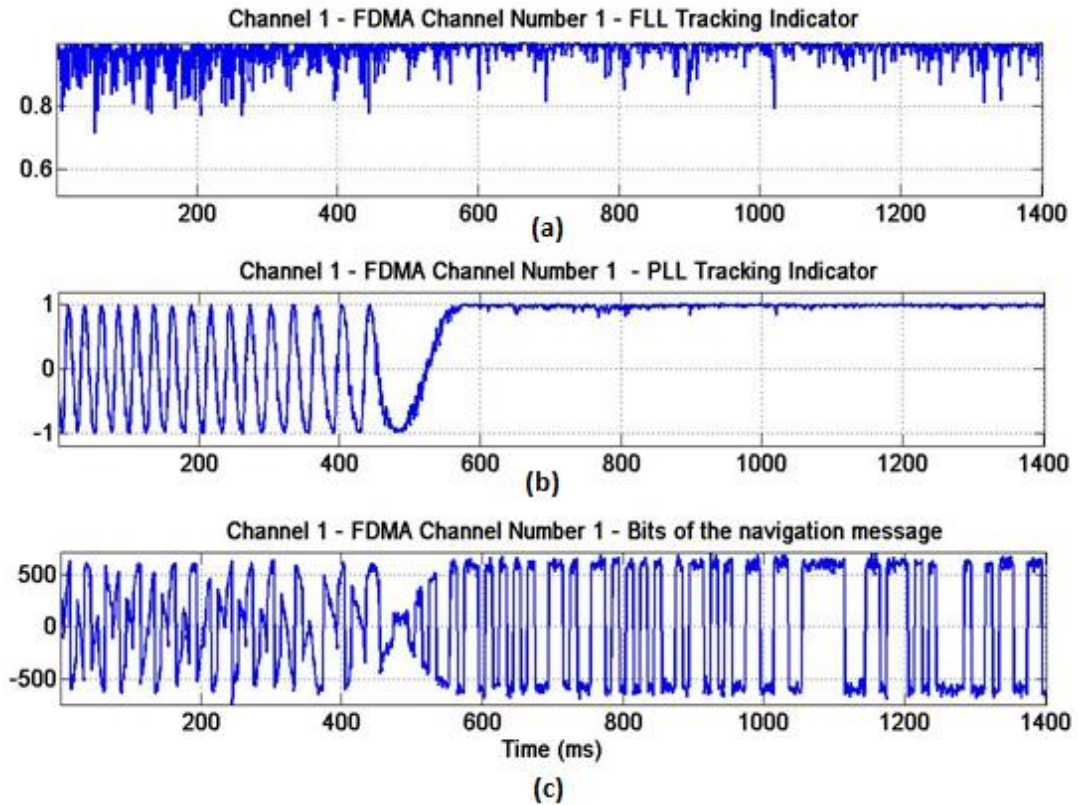 Channel 1 - FDMA Channel Number 1 - FLL Tracking Indicator
0.8
0.6
200 400 600 800 1000 1200 1400
(a)
Channel 1 - FDMA Channel Number 1 - PLL Tracking Indicator
1
0
-1
200 400 600 800 1000 1200 1400
(b)
Channel 1 - FDMA Channel Number 1 - Bits of the navigation message
500
0
-500
200 400 600 800 1000 1200 1400
Time (ms)
(c)